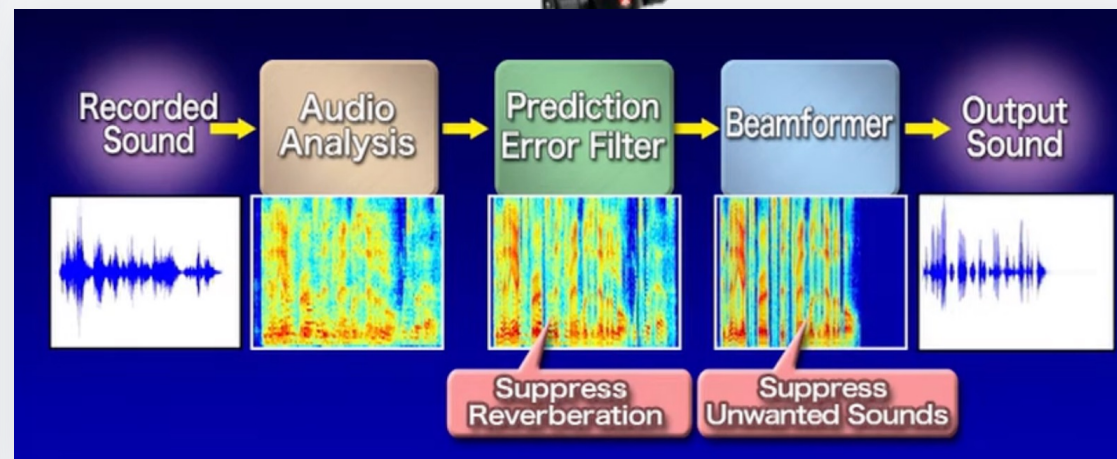 Recorded
Sound
Audio
Analysis
Prediction
Error Filter
Beamformer
Output
Sound
Suppress
Reverberation
Suppress
Unwanted Sounds